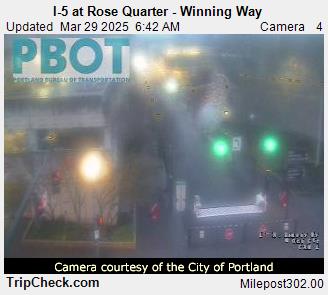 I-5 at Rose Quarter - Winning Way
Updated Mar 29 2025 6:42 AM Camera 4
PBOT
PORTLAND BUREAU OF TRANSPORTATION
Camera courtesy of the City of Portland
TripCheck.com Milepost302.00